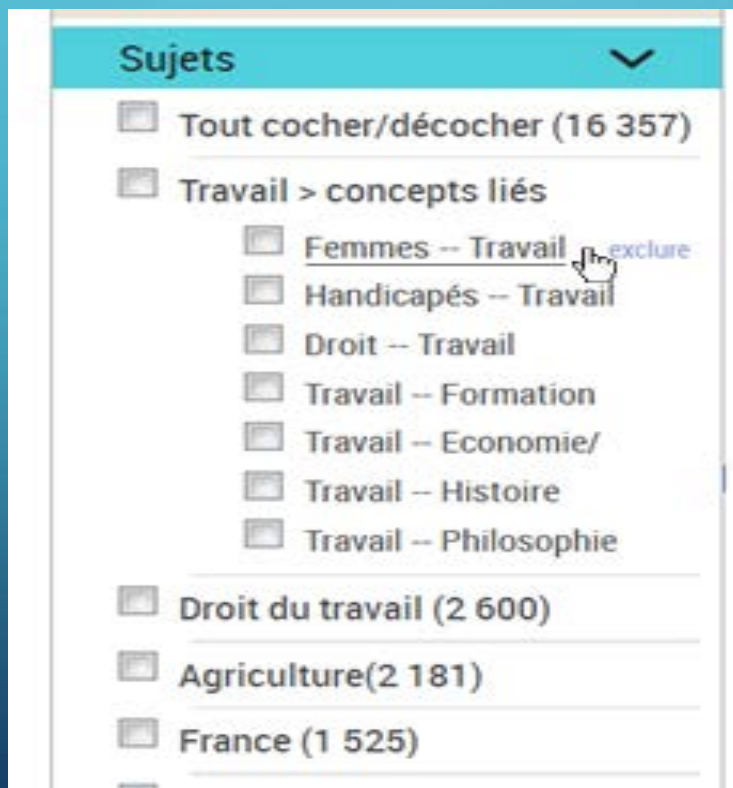 Sujets
Tout cocher/décocher (16 357)
Travail > concepts liés
Femmes -- Travail exclure
Handicapés -- Travail
Droit -- Travail
Travail -- Formation
Travail -- Economie/
Travail -- Histoire
Travail -- Philosophie
Droit du travail (2 600)
Agriculture(2 181)
France (1 525)